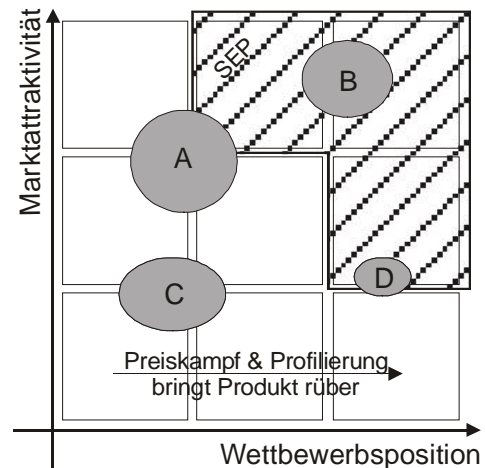 Marktattraktivität
SEP
B
A
D
C
Preiskampf & Profilierung
bringt Produkt rüber
Wettbewerbsposition